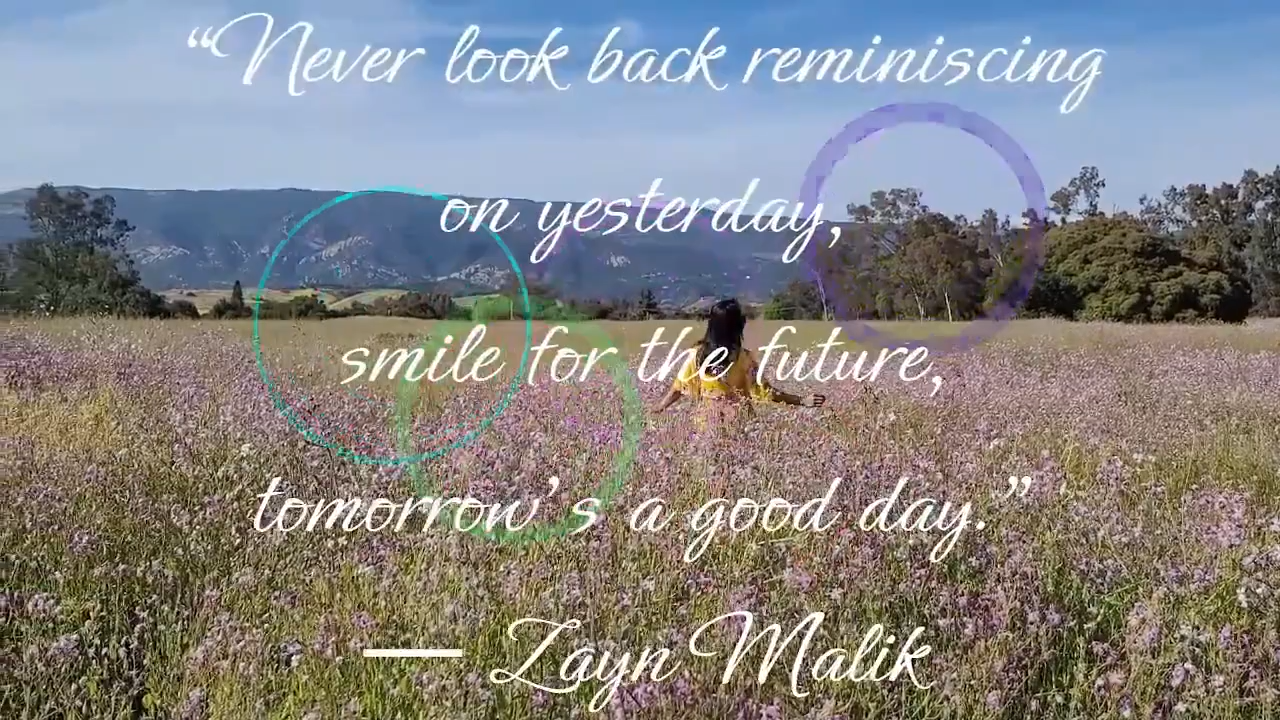 “Never look back reminiscing
on yesterday,
smile for the future,
tomorrow’s a good day.”
— Zayn Malik